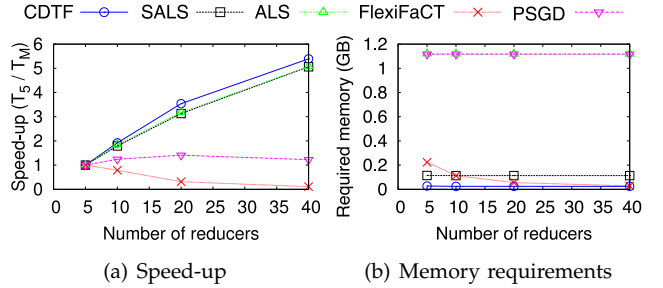 CDTF SALS ALS FlexiFaCT PSGD
Speed-up (T5 / TM)
6
5
4
3
2
1
0
0 5 10 15 20 25 30 35 40
Number of reducers
(a) Speed-up
Required memory (GB)
1.2
1
0.8
0.6
0.4
0.2
0
0 5 10 15 20 25 30 35 40
Number of reducers
(b) Memory requirements